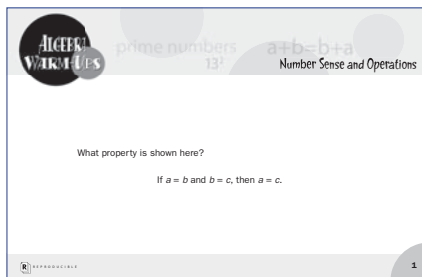 ALGEBRA
WARM-UPS
prime numbers
13²
a+b=b+a
Number Sense and Operations
What property is shown here?
If a = b and b = c, then a = c.
R REPRODUCIBLE
1